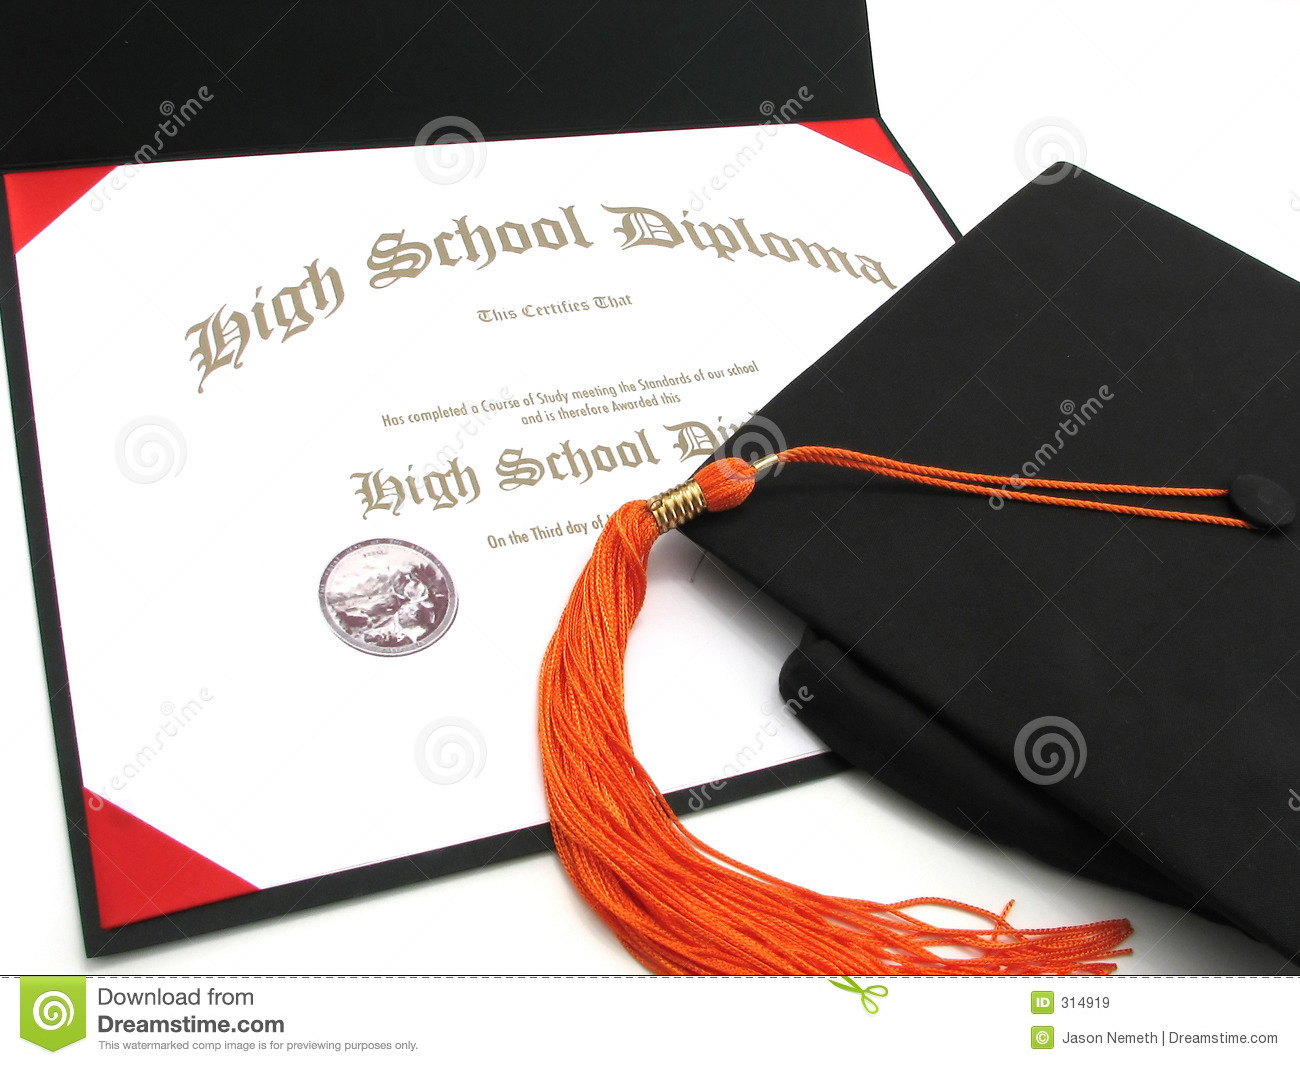 High School Diploma
This Certifies That
Has completed a Course of Study meeting the Standards of our school
and is therefore Awarded this
High School
On the Third day of
dreamstime
dreamstime
dreamstime
dreamstime
dreamstime
dreamstime
Download from
Dreamstime.com
This watermarked comp image is for previewing purposes only.
ID 314919
© Jason Nemeth | Dreamstime.com